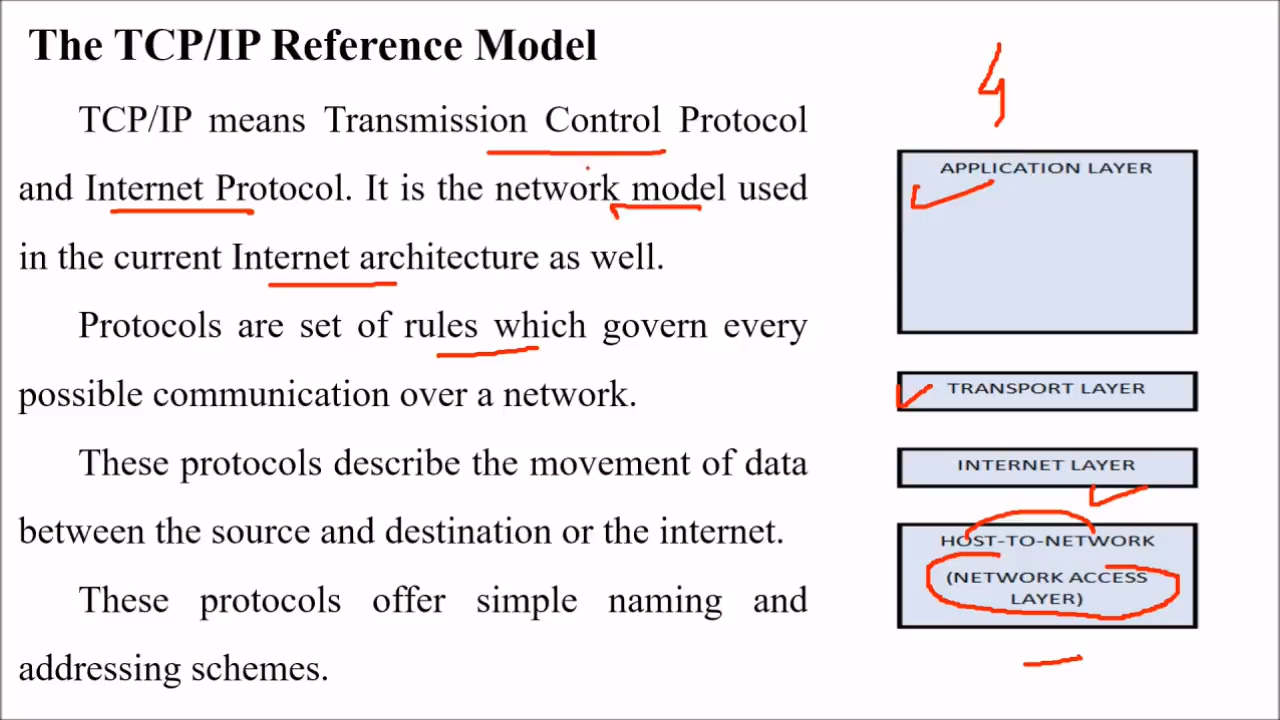 The TCP/IP Reference Model
TCP/IP means Transmission Control Protocol
and Internet Protocol. It is the network model used
in the current Internet architecture as well.
Protocols are set of rules which govern every
possible communication over a network.
These protocols describe the movement of data
between the source and destination or the internet.
These protocols offer simple naming and
addressing schemes.
4
APPLICATION LAYER
TRANSPORT LAYER
INTERNET LAYER
HOST-TO-NETWORK
(NETWORK ACCESS
LAYER)